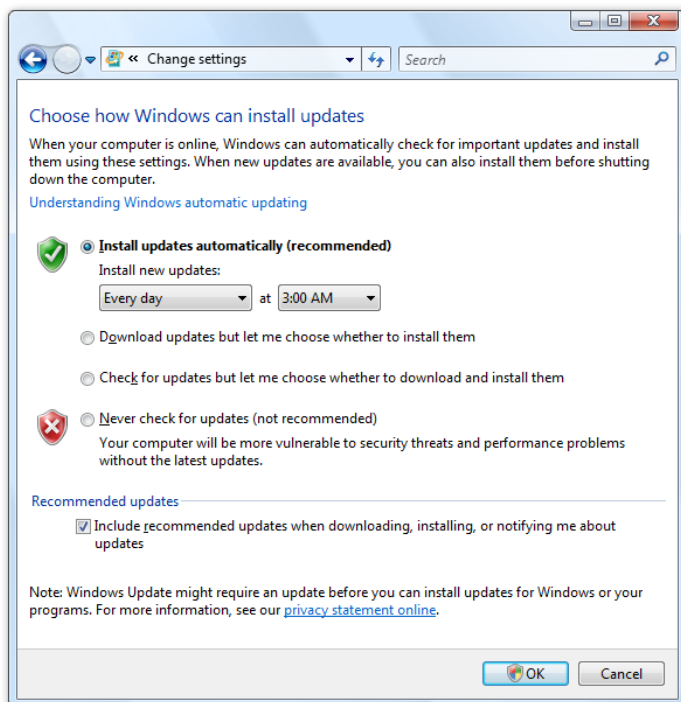 « Change settings
Search
Choose how Windows can install updates
When your computer is online, Windows can automatically check for important updates and install
them using these settings. When new updates are available, you can also install them before shutting
down the computer.
Understanding Windows automatic updating
Install updates automatically (recommended)
Install new updates:
Every day at 3:00 AM
Download updates but let me choose whether to install them
Check for updates but let me choose whether to download and install them
Never check for updates (not recommended)
Your computer will be more vulnerable to security threats and performance problems
without the latest updates.
Recommended updates
Include recommended updates when downloading, installing, or notifying me about
updates
Note: Windows Update might require an update before you can install updates for Windows or your
programs. For more information, see our privacy statement online.
OK Cancel